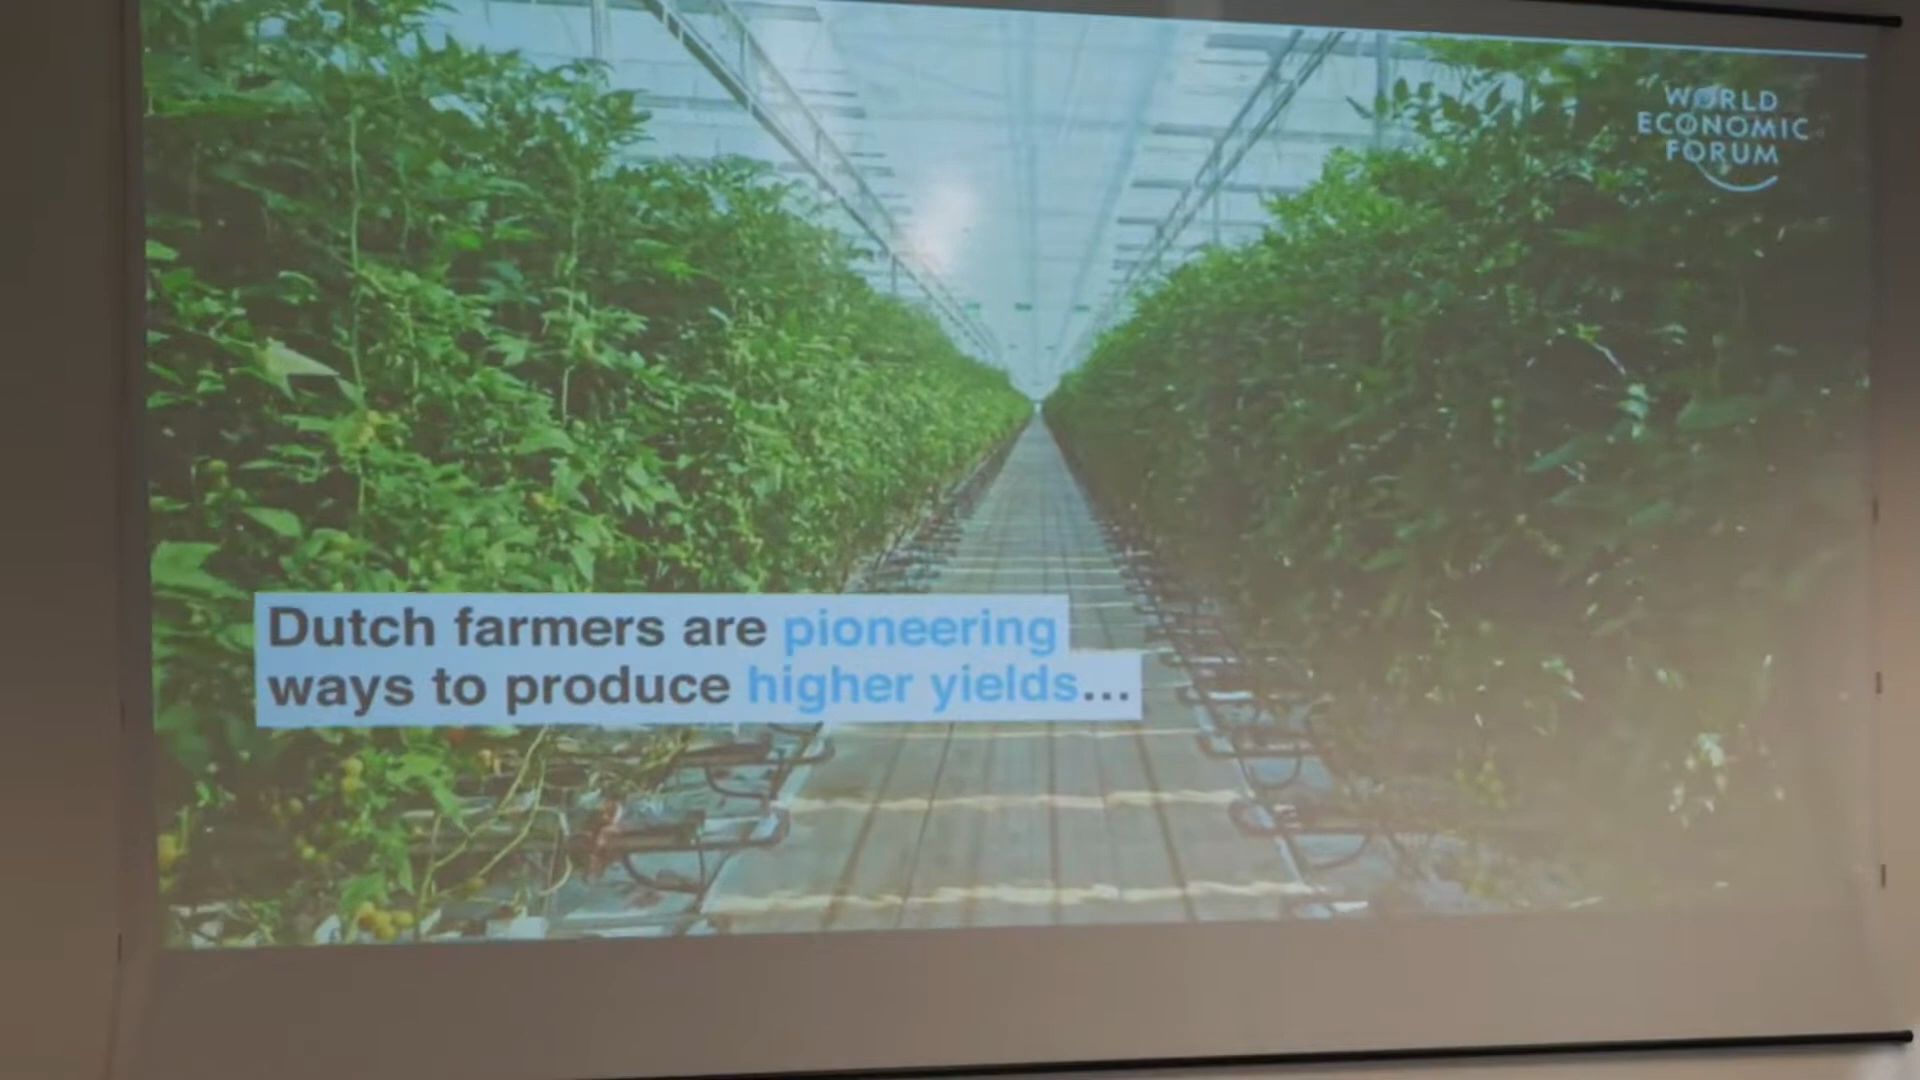 WORLD
ECONOMIC
FORUM
Dutch farmers are pioneering
ways to produce higher yields...